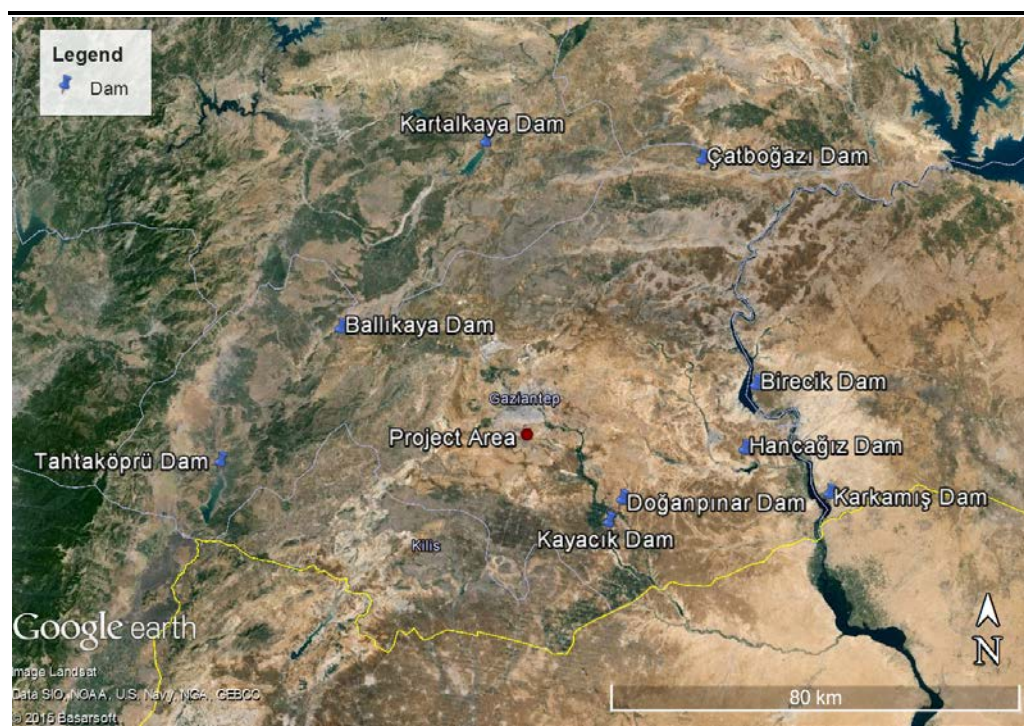 Legend
Dam
Kartalkaya Dam
Çatboğazı Dam
Ballıkaya Dam
Birecik Dam
Gaziantep
Project Area
Hancağız Dam
Tahtaköprü Dam
Doğanpınar Dam
Karkamış Dam
Kayacık Dam
Kilis
Google earth
N
Image Landsat
Data SIO, NOAA, U.S. Navy, NGA, GEBCO
© 2015 Basarsoft
80 km